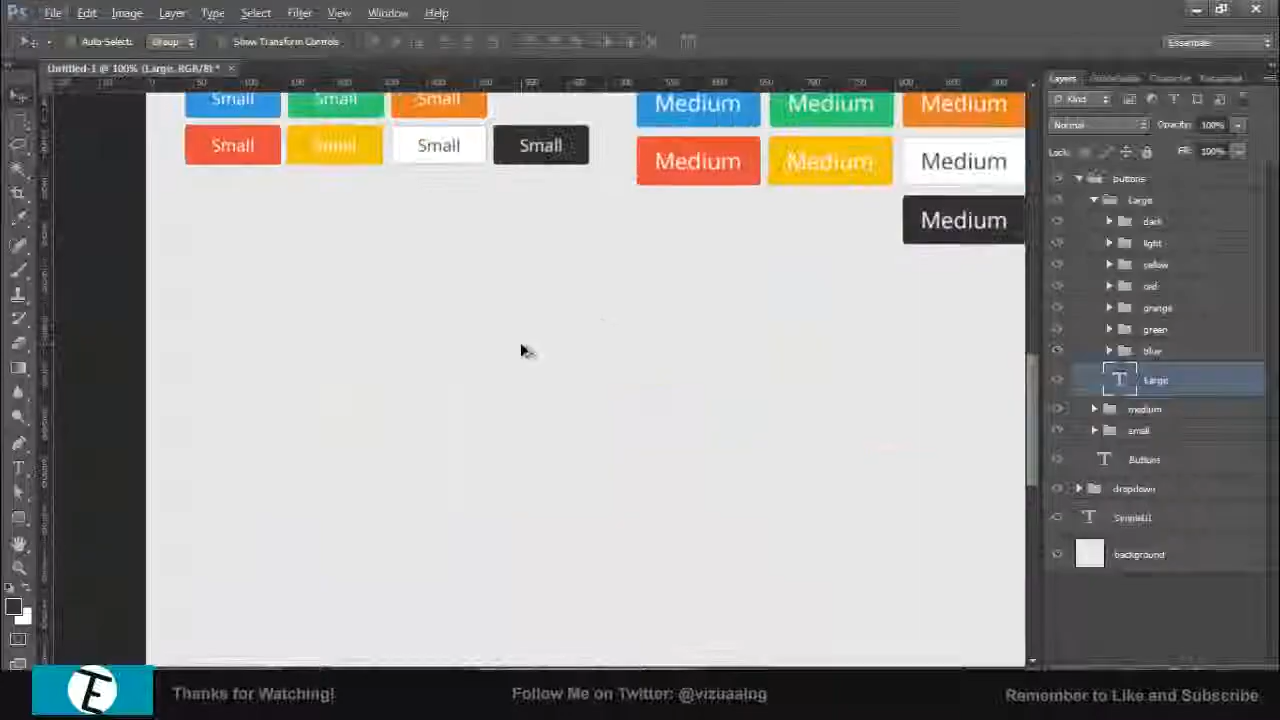 Ps File Edit Image Layer Type Select Filter View Window Help
Auto-Select: Group Show Transform Controls Essentials
Untitled-1 @ 100% (Large, RGB/8) * ×
Small Small Small
Small Small Small Small
Medium Medium Medium
Medium Medium Medium
Medium
Layers
Kind
Normal Opacity: 100%
Lock: Fill: 100%
buttons
Large
dark
light
yellow
red
orange
green
blue
T Large
medium
small
T Buttons
dropdown
T
background
Thanks for Watching! Follow Me on Twitter: @vizuaalog Remember to Like and Subscribe